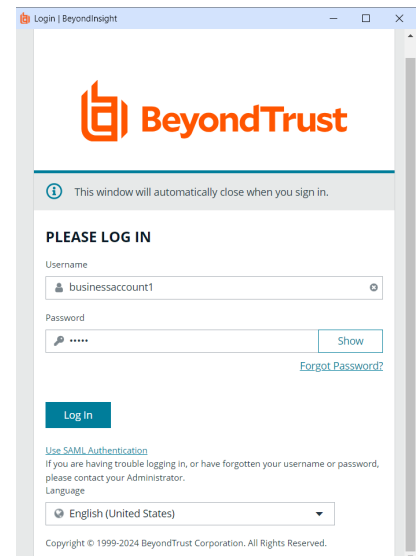 Login | BeyondInsight
BeyondTrust
This window will automatically close when you sign in.
PLEASE LOG IN
Username
businessaccount1
Password
•••••
Show
Forgot Password?
Log In
Use SAML Authentication
If you are having trouble logging in, or have forgotten your username or password,
please contact your Administrator.
Language
English (United States)
Copyright © 1999-2024 BeyondTrust Corporation. All Rights Reserved.